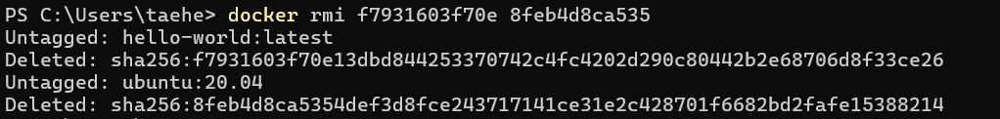 PS C:\Users\taehe> docker rmi f7931603f70e 8feb4d8ca535
Untagged: hello-world:latest
Deleted: sha256:f7931603f70e13dbd844253370742c4fc4202d290c80442b2e68706d8f33ce26
Untagged: ubuntu:20.04
Deleted: sha256:8feb4d8ca5354def3d8fce243717141ce31e2c428701f6682bd2fafe15388214